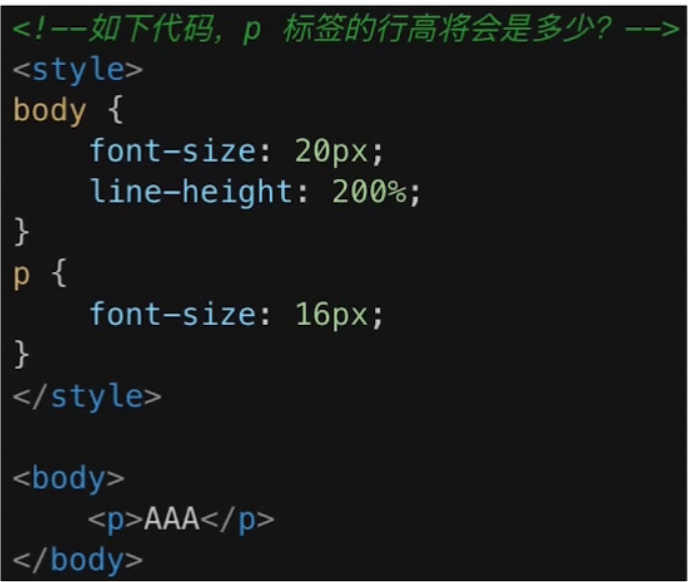 <!--如下代码，p 标签的行高将会是多少？-->
<style>
body {
    font-size: 20px;
    line-height: 200%;
}
p {
    font-size: 16px;
}
</style>

<body>
    <p>AAA</p>
</body>